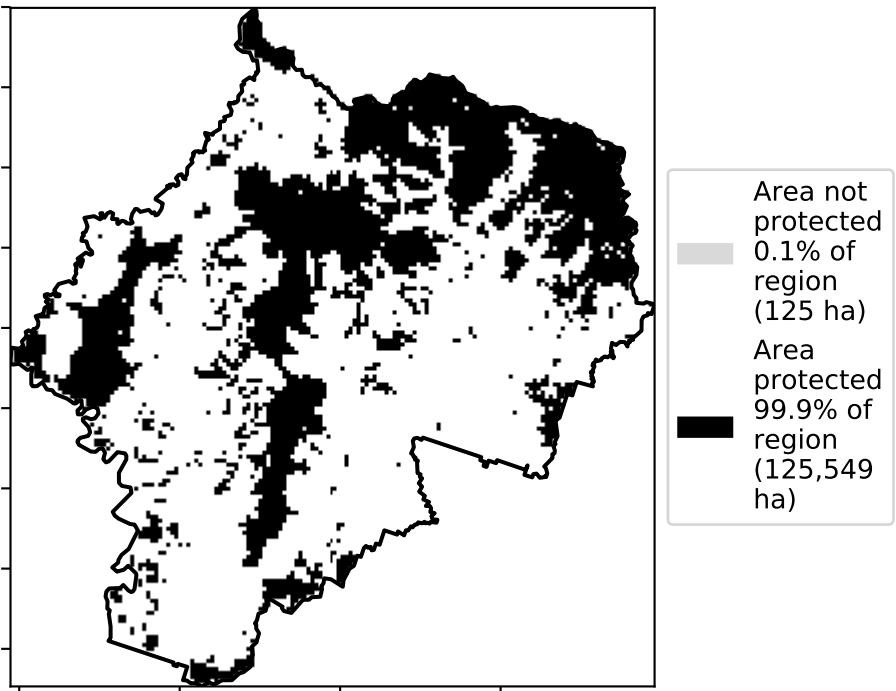 Area not
protected
0.1% of
region
(125 ha)
Area
protected
99.9% of
region
(125,549
ha)